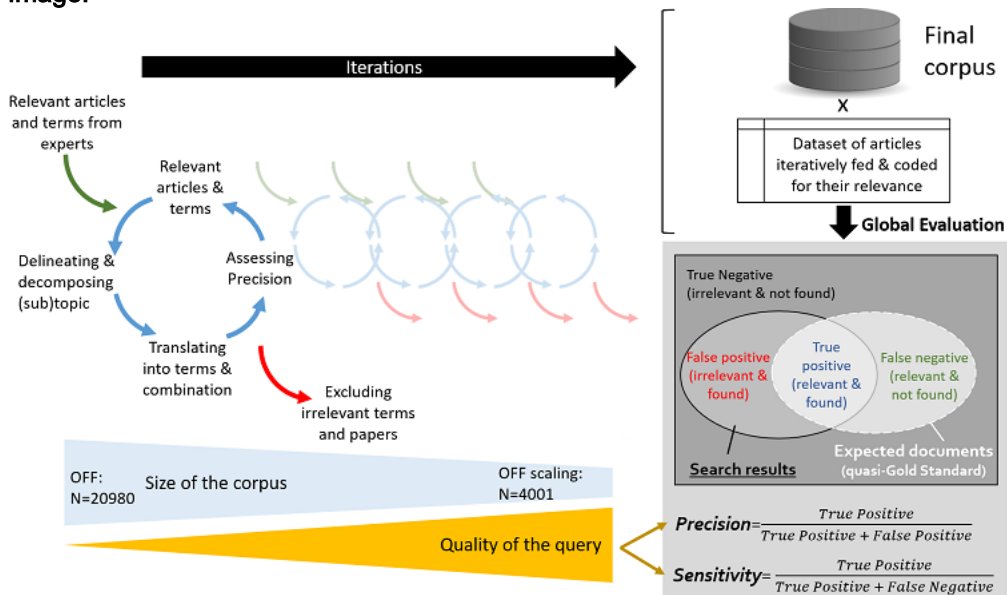 Image:
Iterations
Final
corpus
X
Dataset of articles
iteratively fed & coded
for their relevance
Global Evaluation
Relevant articles
and terms from
experts
Relevant
articles &
terms
Delineating &
decomposing
(sub)topic
Assessing
Precision
Translating
into terms &
combination
Excluding
irrelevant terms
and papers
True Negative
(irrelevant & not found)
False positive
(irrelevant &
found)
True
positive
(relevant &
found)
False negative
(relevant &
not found)
Search results
Expected documents
(quasi-Gold Standard)
OFF:
N=20980
Size of the corpus
OFF scaling:
N=4001
Quality of the query
Precision= True Positive
True Positive + False Positive
Sensitivity= True Positive
True Positive + False Negative